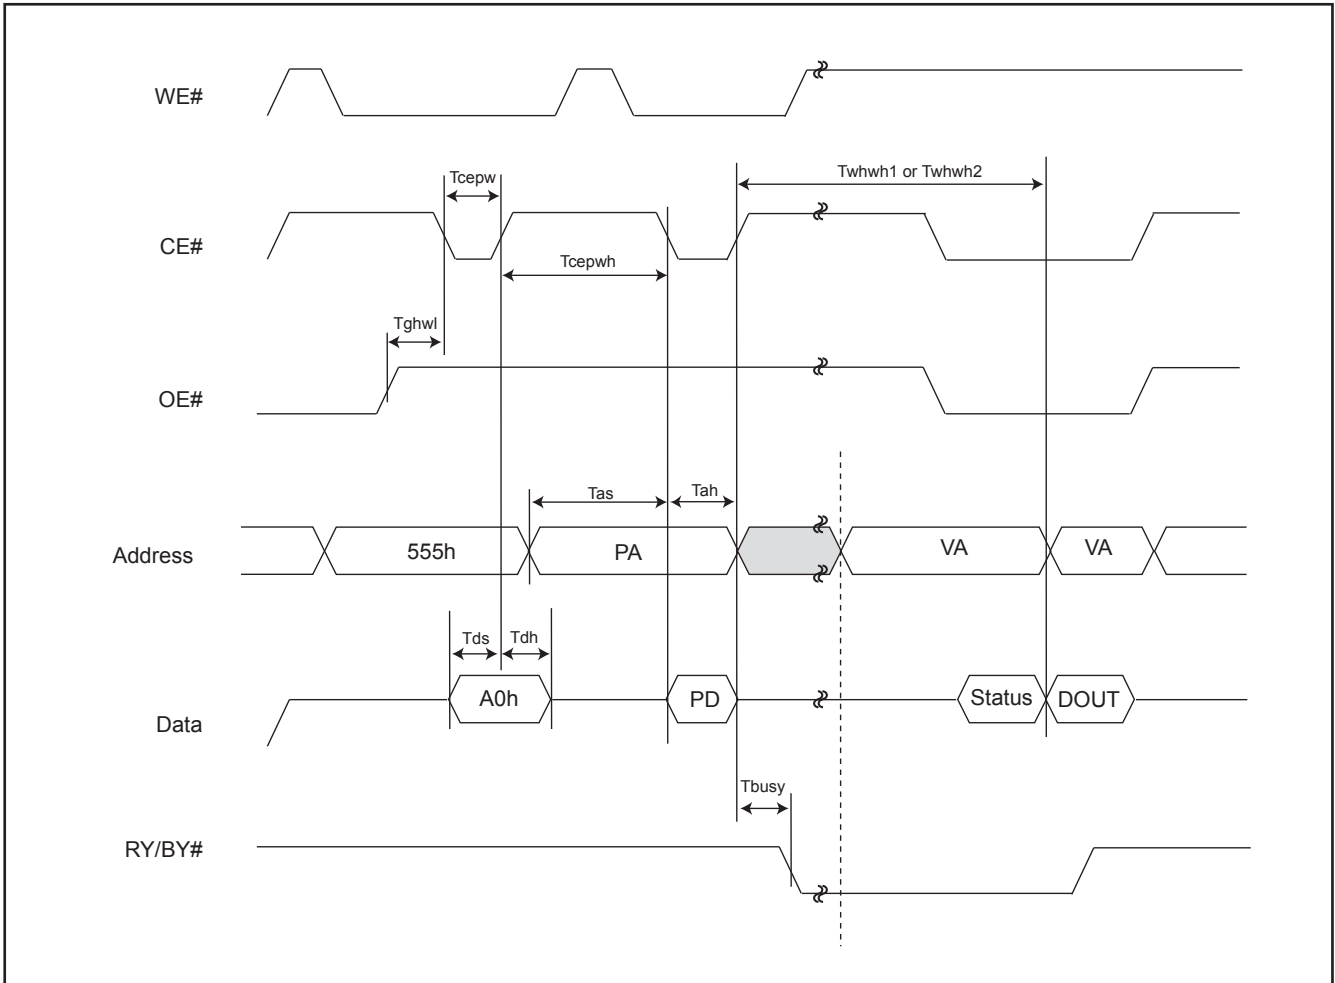 WE#
Twhwh1 or Twhwh2
Tcepw
CE#
Tcepwh
Tghwl
OE#
Tas
Tah
Address
555h
PA
VA
VA
Tds
Tdh
Data
A0h
PD
Status
DOUT
Tbusy
RY/BY#